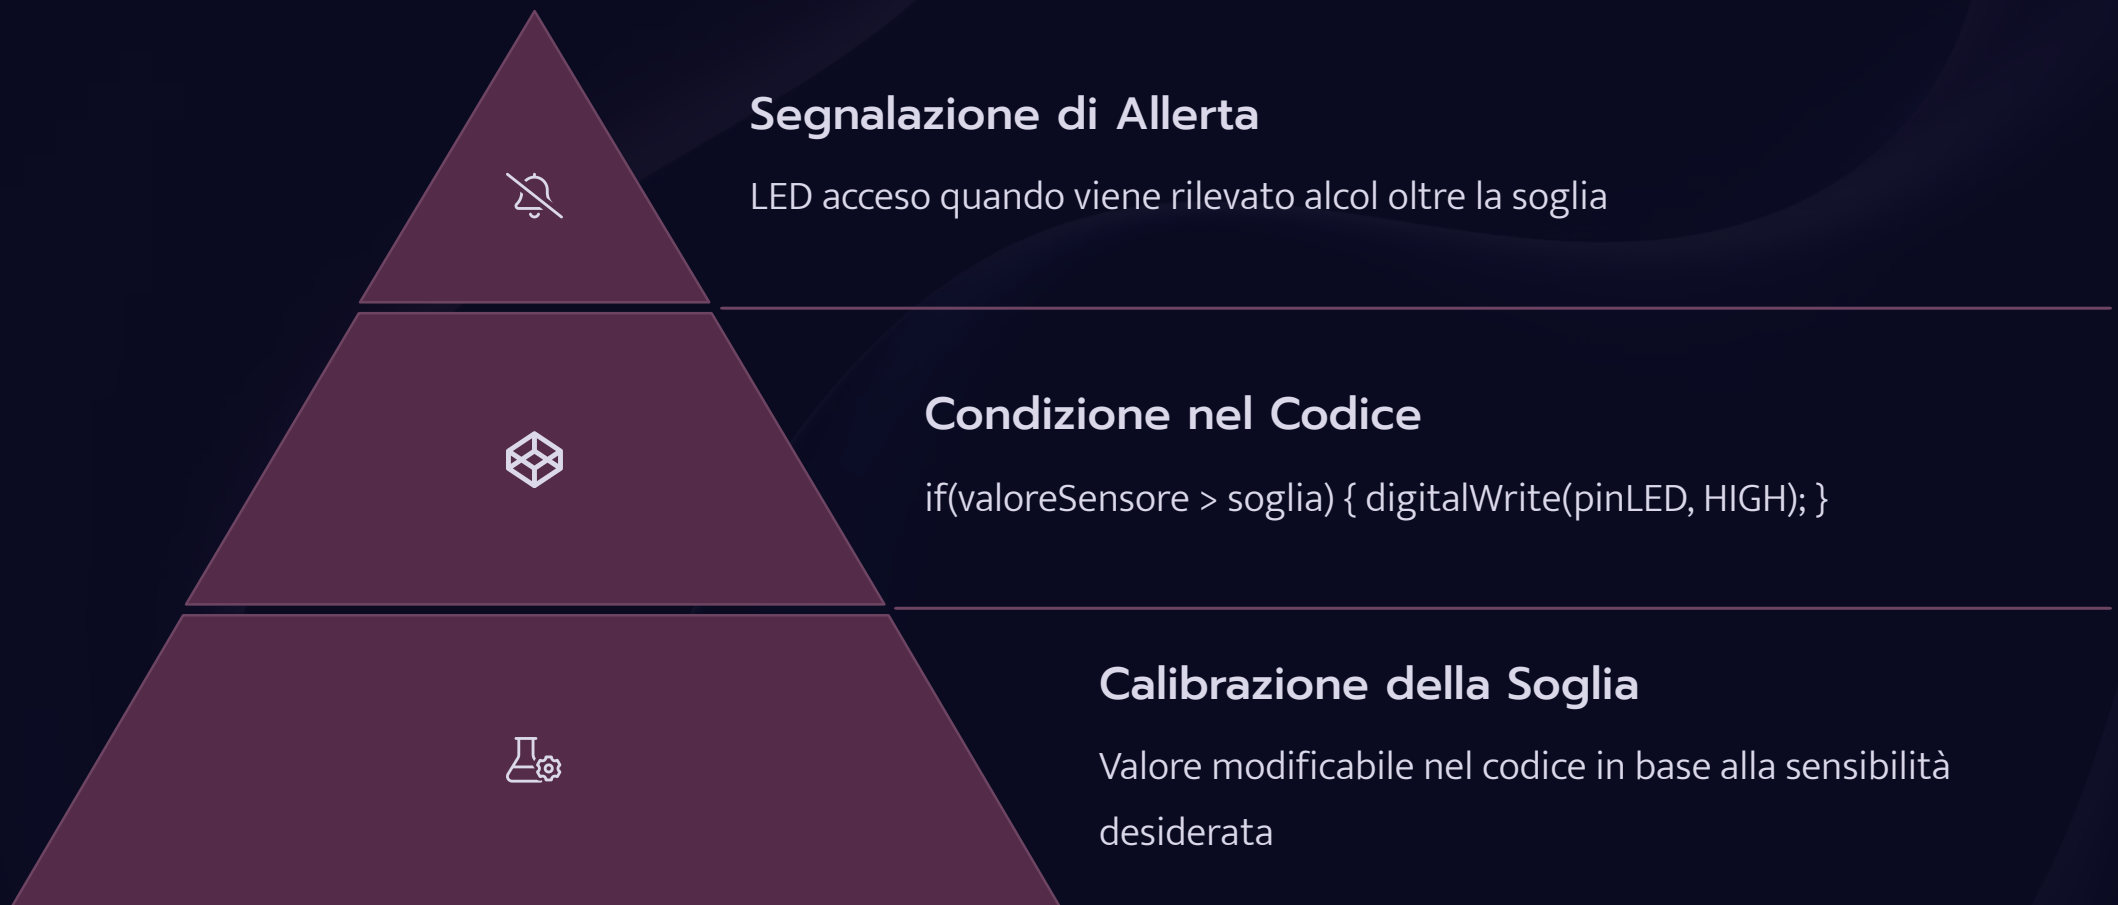 Segnalazione di Allerta
LED acceso quando viene rilevato alcol oltre la soglia
Condizione nel Codice
if(valoreSensore > soglia) { digitalWrite(pinLED, HIGH); }
Calibrazione della Soglia
Valore modificabile nel codice in base alla sensibilità
desiderata